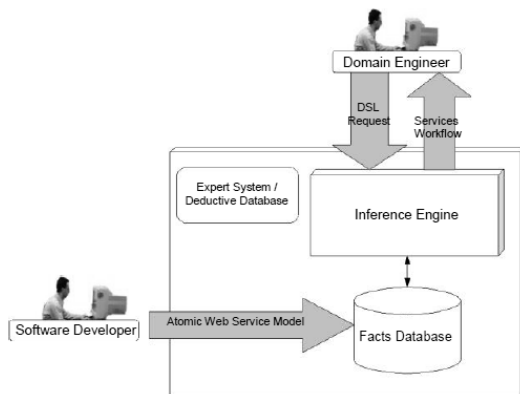 Domain Engineer
DSL
Request
Services
Workflow
Expert System /
Deductive Database
Inference Engine
Software Developer
Atomic Web Service Model
Facts Database